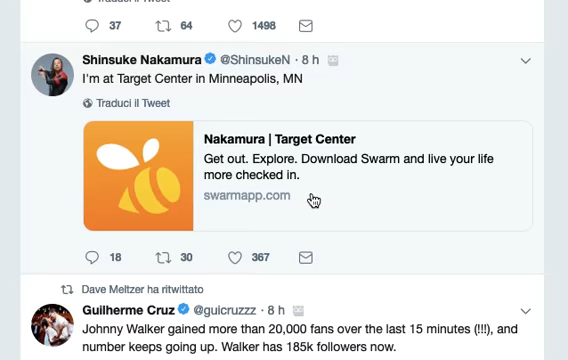 Traduci il Tweet
37 64 1498
Shinsuke Nakamura @ShinsukeN · 8 h
I'm at Target Center in Minneapolis, MN
Traduci il Tweet
Nakamura | Target Center
Get out. Explore. Download Swarm and live your life
more checked in.
swarmapp.com
18 30 367
Dave Meltzer ha ritwittato
Guilherme Cruz @guicruzzz · 8 h
Johnny Walker gained more than 20,000 fans over the last 15 minutes (!!!), and
number keeps going up. Walker has 185k followers now.